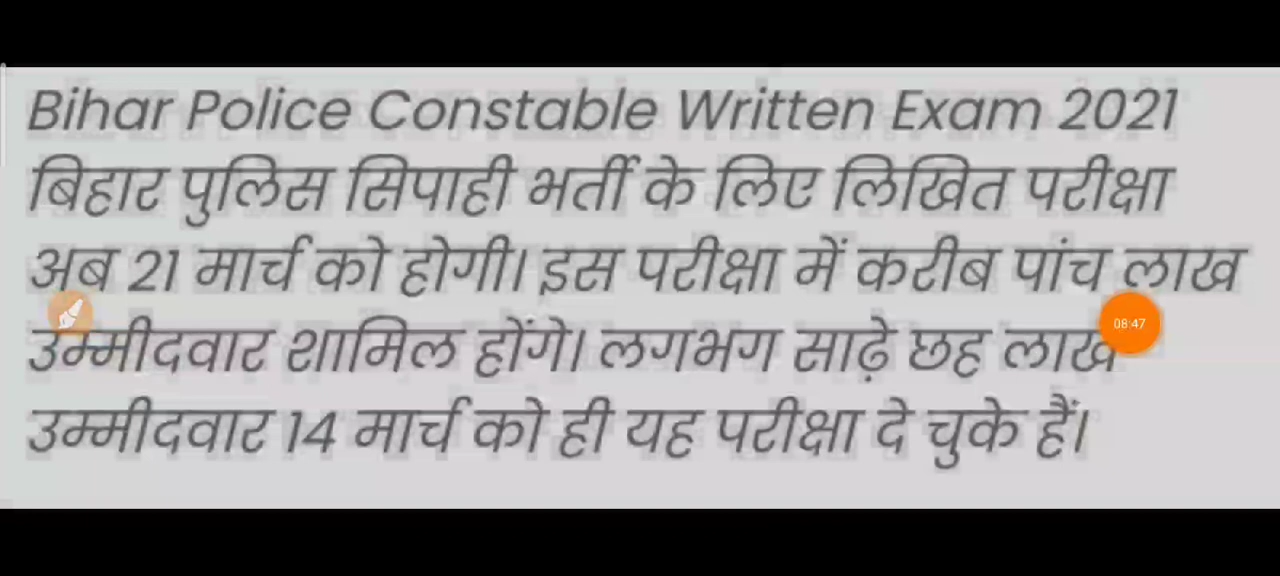 Bihar Police Constable Written Exam 2021
बिहार पुलिस सिपाही भर्ती के लिए लिखित परीक्षा
अब 21 मार्च को होगी। इस परीक्षा में करीब पांच लाख
उम्मीदवार शामिल होंगे। लगभग साढ़े छह लाख
08:47
उम्मीदवार 14 मार्च को ही यह परीक्षा दे चुके हैं।